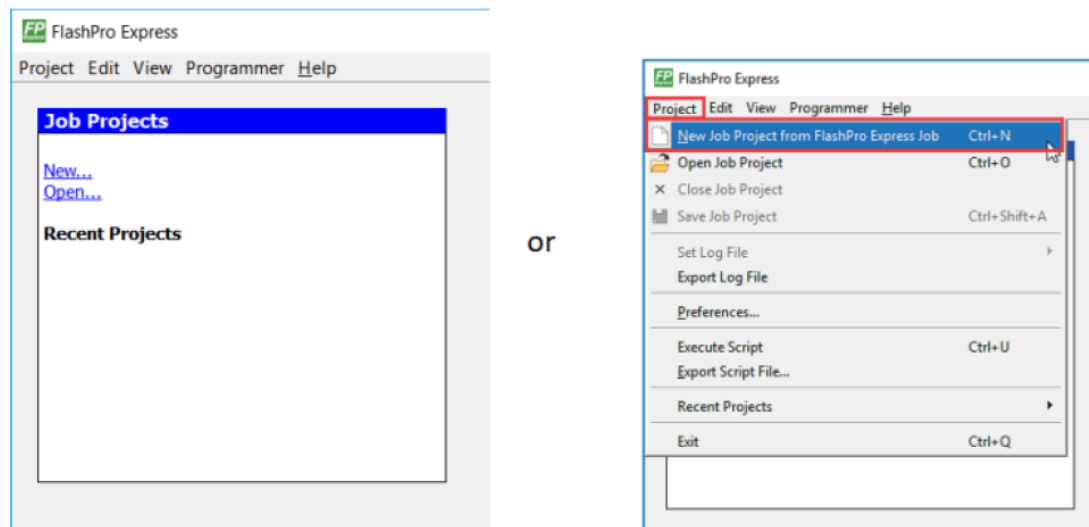 FP FlashPro Express
Project Edit View Programmer Help
Job Projects
New...
Open...
Recent Projects
or
FP FlashPro Express
Project Edit View Programmer Help
New Job Project from FlashPro Express Job Ctrl+N
Open Job Project Ctrl+O
Close Job Project
Save Job Project Ctrl+Shift+A
Set Log File
Export Log File
Preferences...
Execute Script Ctrl+U
Export Script File...
Recent Projects
Exit Ctrl+Q